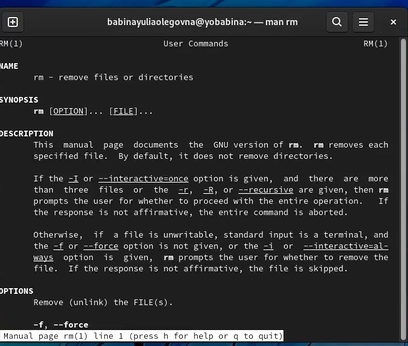 babinayuliaolegovna@yobabina:~ — man rm
RM(1) User Commands RM(1)
NAME
rm - remove files or directories
SYNOPSIS
rm [OPTION]... [FILE]...
DESCRIPTION
This manual page documents the GNU version of rm. rm removes each
specified file. By default, it does not remove directories.
If the -I or --interactive=once option is given, and there are more
than three files or the -r, -R, or --recursive are given, then rm
prompts the user for whether to proceed with the entire operation. If
the response is not affirmative, the entire command is aborted.
Otherwise, if a file is unwritable, standard input is a terminal, and
the -f or --force option is not given, or the -i or --interactive=al-
ways option is given, rm prompts the user for whether to remove the
file. If the response is not affirmative, the file is skipped.
OPTIONS
Remove (unlink) the FILE(s).
-f, --force
Manual page rm(1) line 1 (press h for help or q to quit)